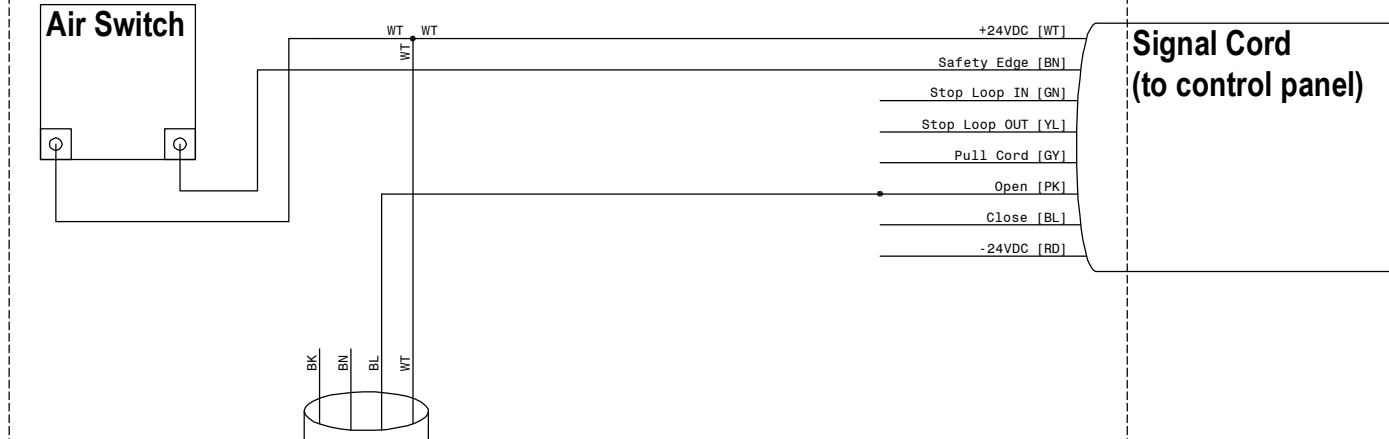 Air Switch
WT WT
WT
+24VDC [WT]
Signal Cord
(to control panel)
Safety Edge [BN]
Stop Loop IN [GN]
Stop Loop OUT [YL]
Pull Cord [GY]
Open [PK]
Close [BL]
-24VDC [RD]
BK
BN
BL
WT